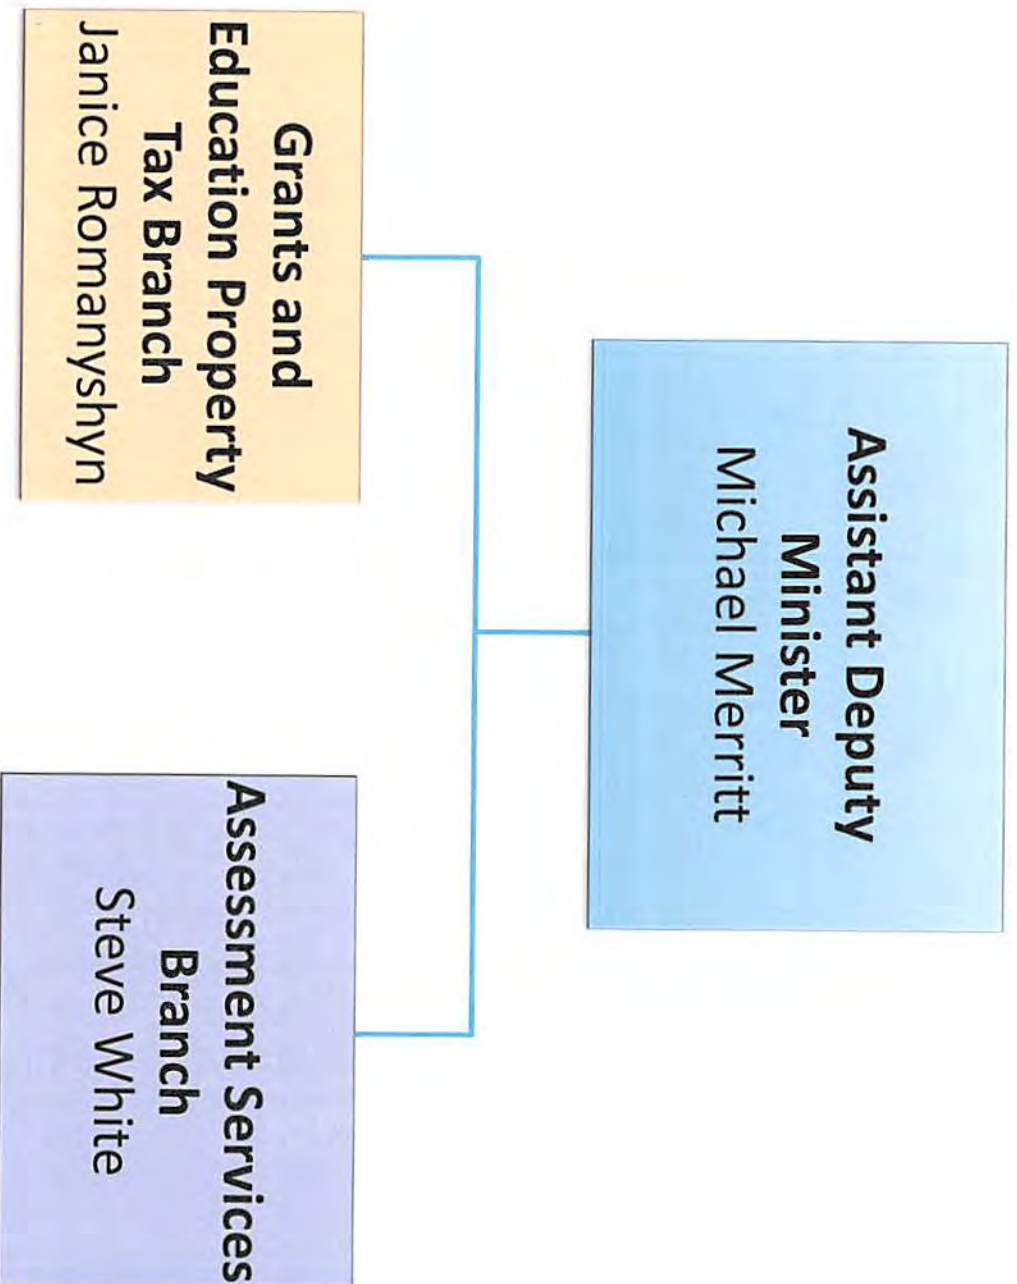 Assistant Deputy
Minister
Michael Merritt
Grants and
Education Property
Tax Branch
Janice Romanyshyn
Assessment Services
Branch
Steve White